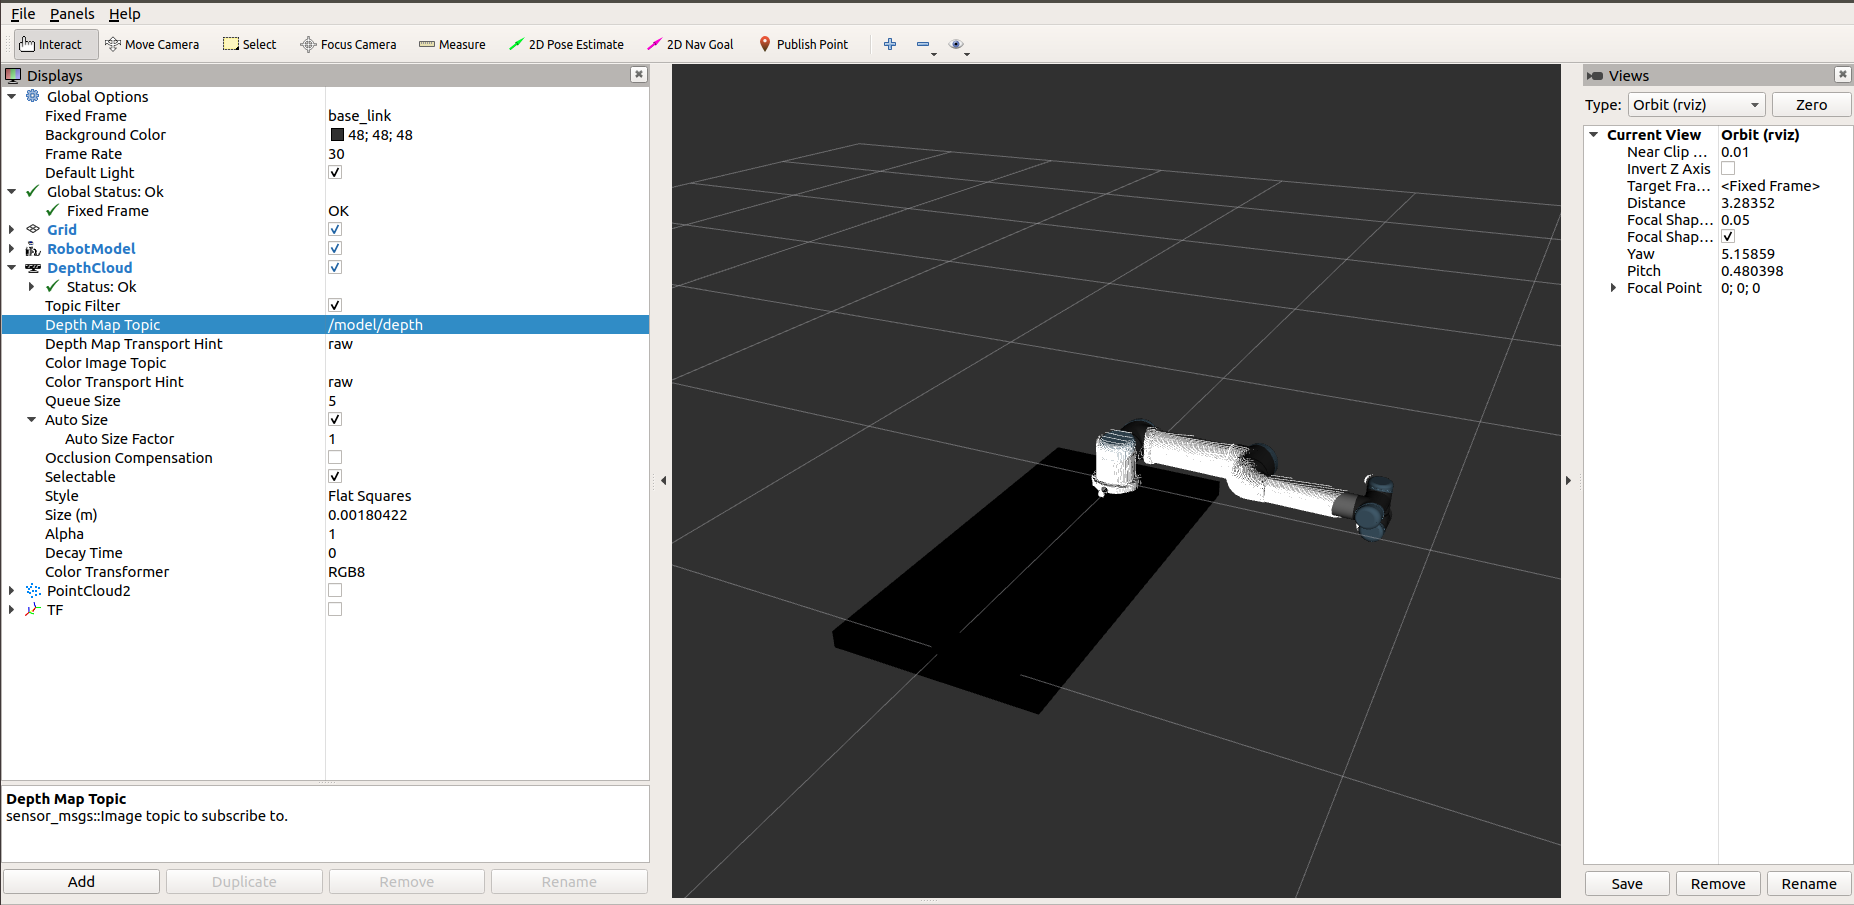 File Panels Help
Interact Move Camera Select Focus Camera Measure 2D Pose Estimate 2D Nav Goal Publish Point
Displays
Global Options
Fixed Frame base_link
Background Color 48; 48; 48
Frame Rate 30
Default Light
Global Status: Ok
Fixed Frame OK
Grid
RobotModel
DepthCloud
Status: Ok
Topic Filter
Depth Map Topic /model/depth
Depth Map Transport Hint raw
Color Image Topic
Color Transport Hint raw
Queue Size 5
Auto Size
Auto Size Factor 1
Occlusion Compensation
Selectable
Style Flat Squares
Size (m) 0.00180422
Alpha 1
Decay Time 0
Color Transformer RGB8
PointCloud2
TF
Depth Map Topic
sensor_msgs::Image topic to subscribe to.
Add Duplicate Remove Rename
Views
Type: Orbit (rviz) Zero
Current View Orbit (rviz)
Near Clip ... 0.01
Invert Z Axis
Target Fra... <Fixed Frame>
Distance 3.28352
Focal Shap... 0.05
Focal Shap...
Yaw 5.15859
Pitch 0.480398
Focal Point 0; 0; 0
Save Remove Rename